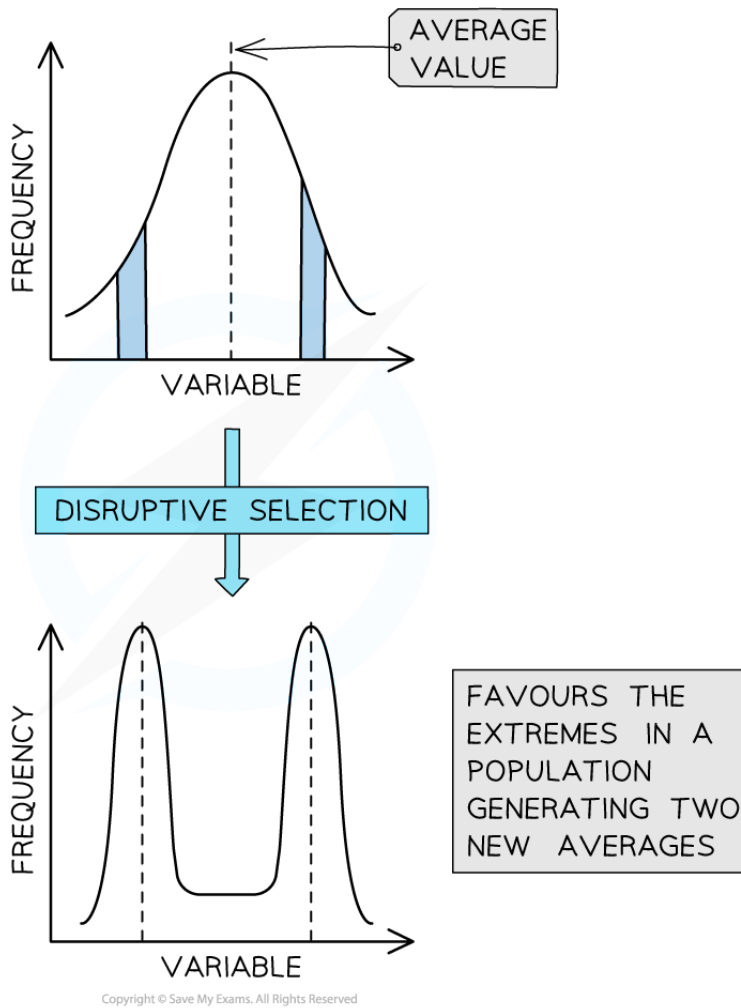 AVERAGE
VALUE
FREQUENCY
VARIABLE
DISRUPTIVE SELECTION
FREQUENCY
FAVOURS THE
EXTREMES IN A
POPULATION
GENERATING TWO
NEW AVERAGES
VARIABLE
Copyright © Save My Exams. All Rights Reserved